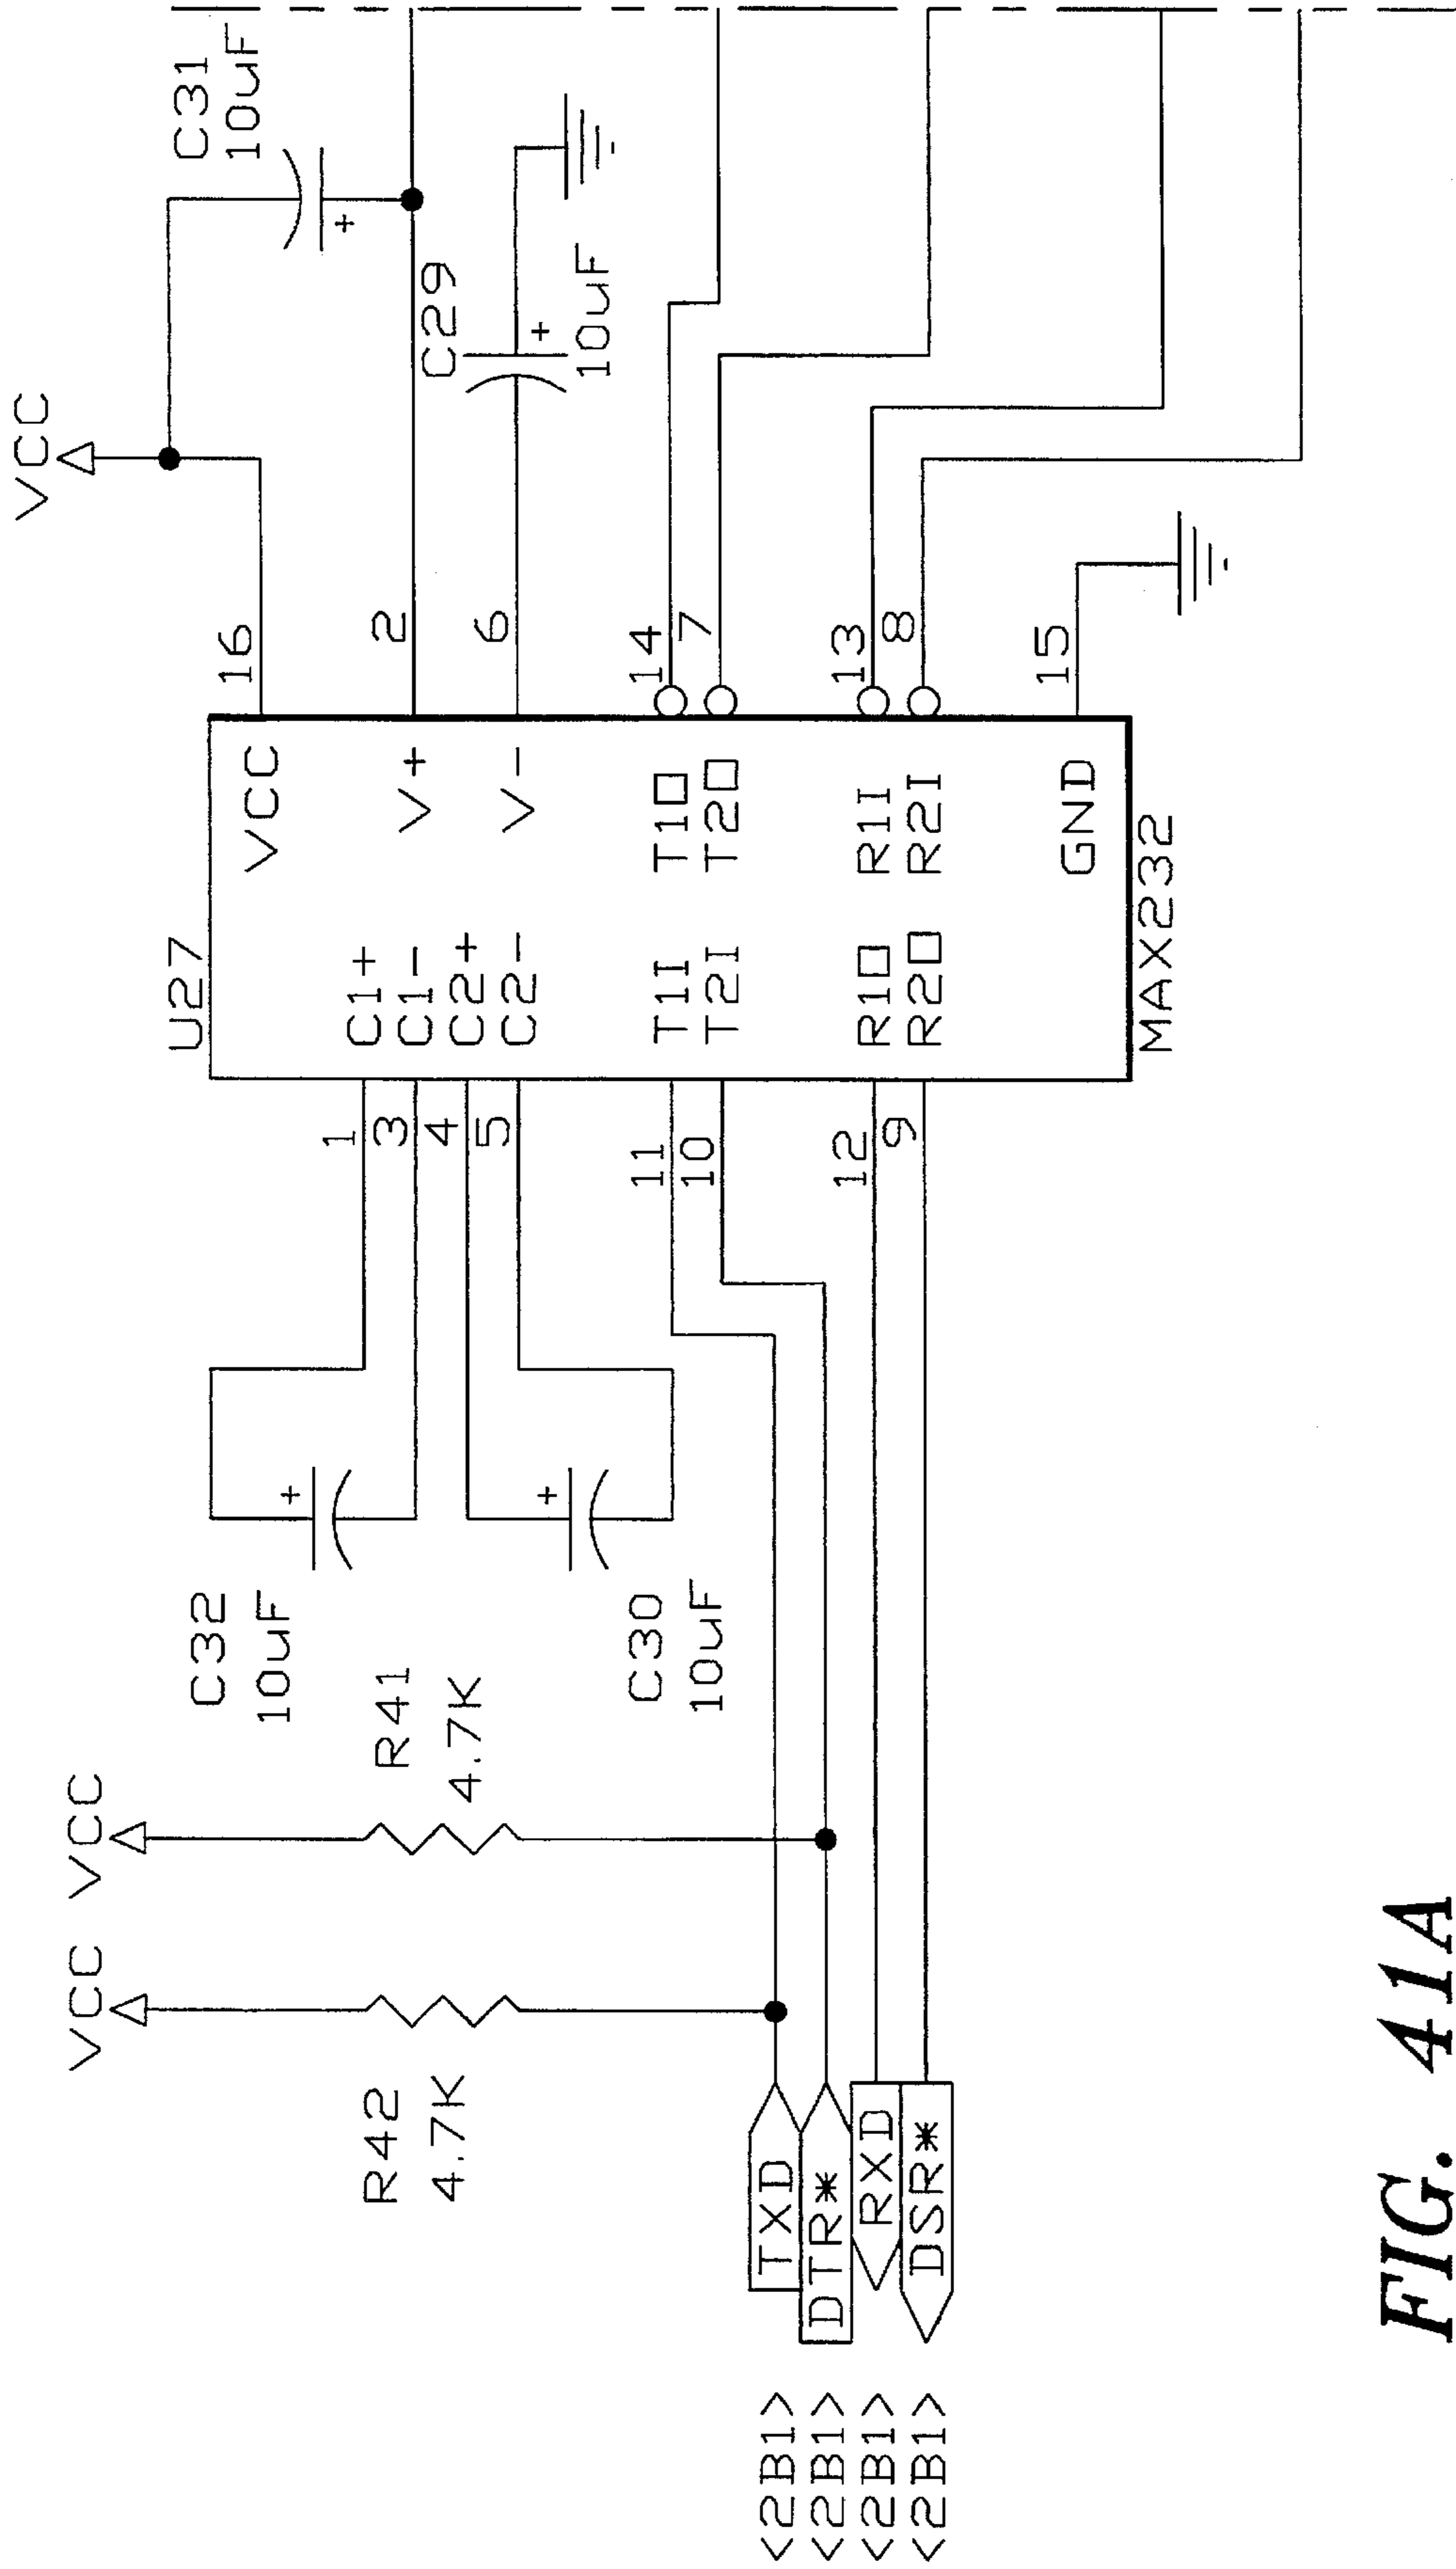 VCC
VCC
VCC
R42
4.7K
R41
4.7K
C32
10uF
C30
10uF
C31
10uF
C29
10uF
U27
1
C1+
3
C1-
4
C2+
5
C2-
11
T1I
10
T2I
12
R1O
9
R2O
VCC
16
V+
2
V-
6
T1O
14
T2O
7
R1I
13
R2I
8
GND
15
MAX232
<2B1>
TXD
<2B1>
DTR*
<2B1>
RXD
<2B1>
DSR*
+
+
+
+
FIG. 41A